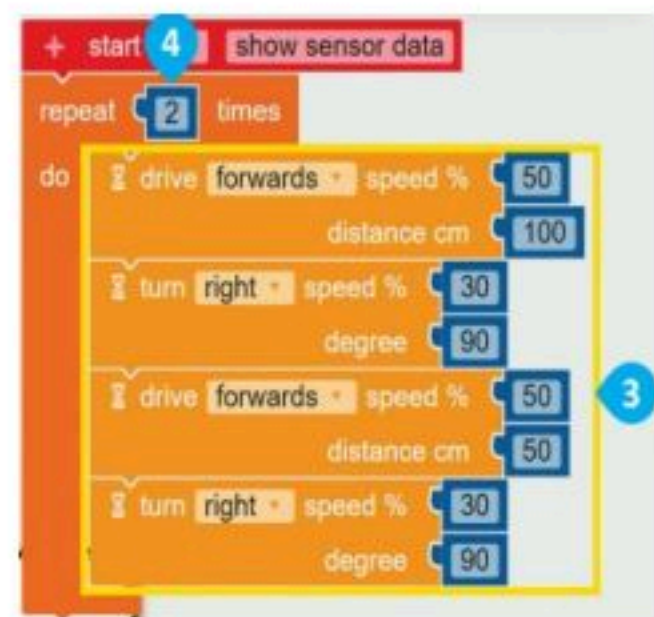 + start 4 show sensor data
repeat 2 times
do drive forwards speed % 50
distance cm 100
turn right speed % 30
degree 90
3
drive forwards speed % 50
distance cm 50
turn right speed % 30
degree 90